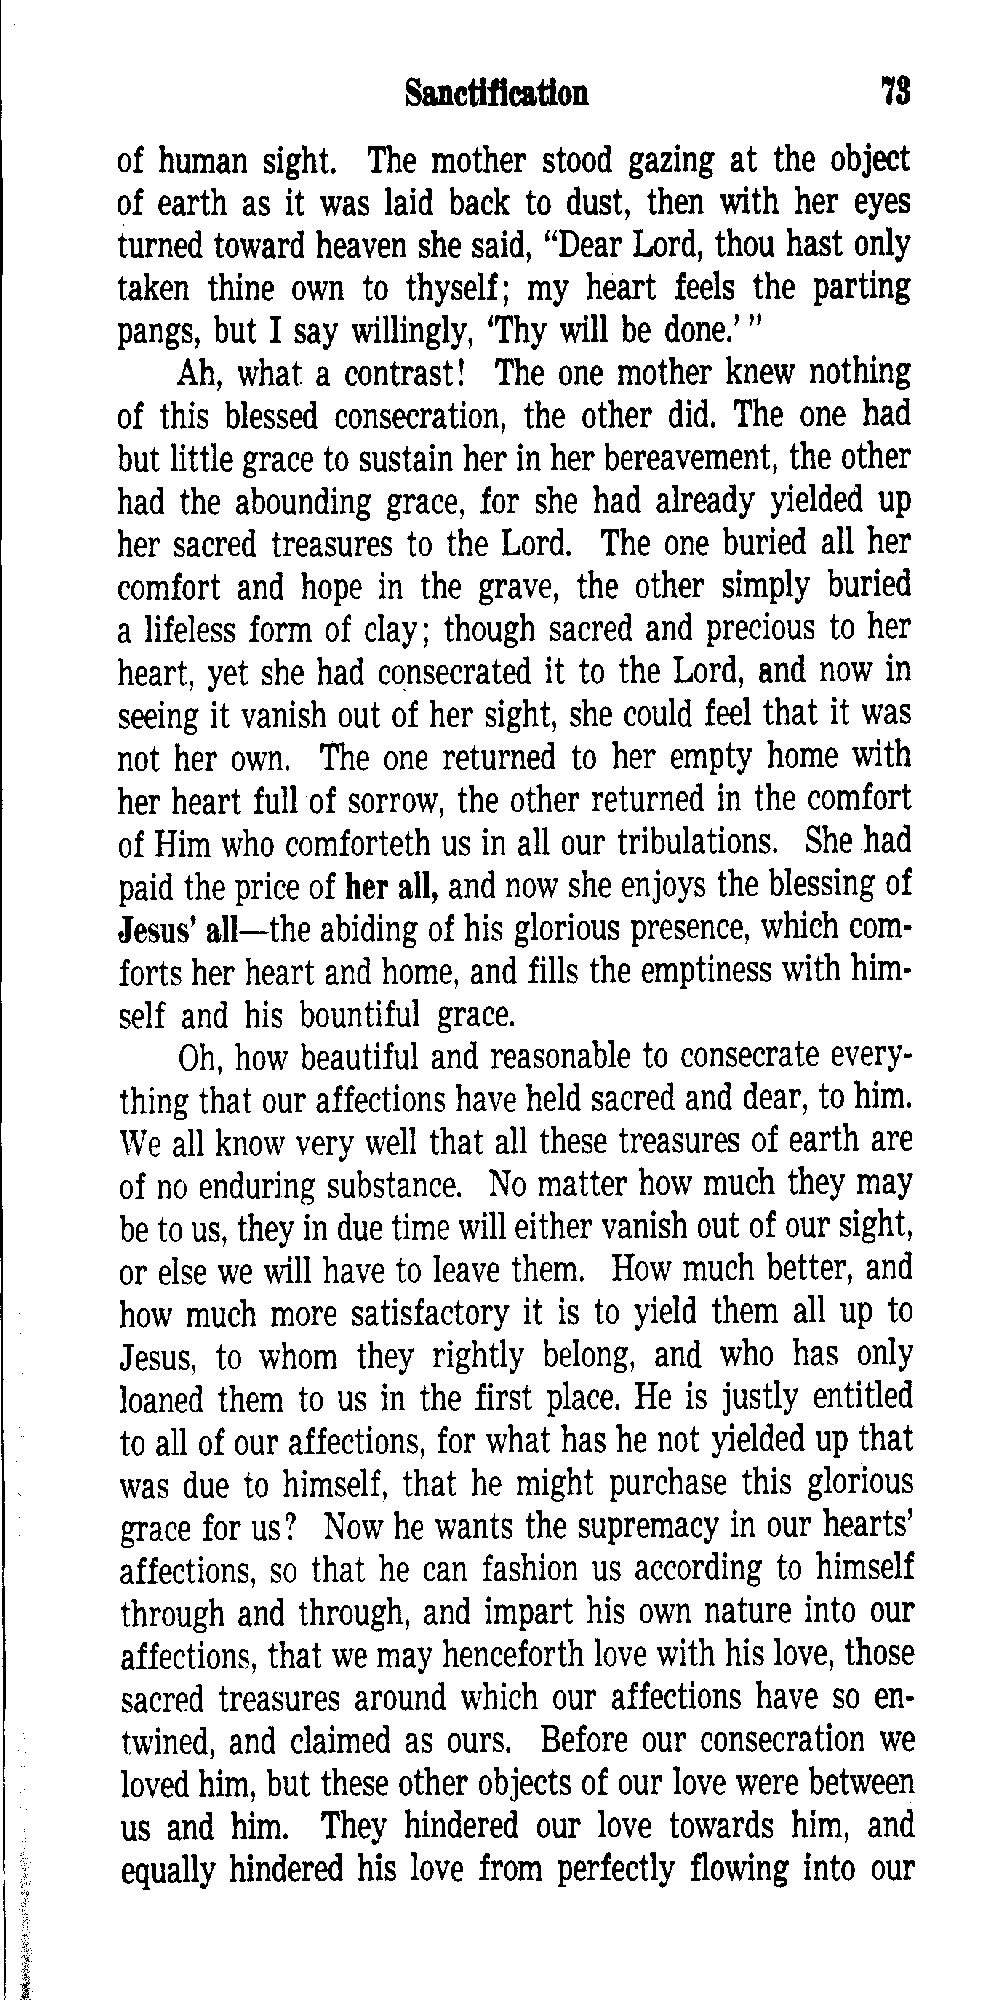 Sanctification 73
of human sight. The mother stood gazing at the object
of earth as it was laid back to dust, then with her eyes
turned toward heaven she said, “Dear Lord, thou hast only
taken thine own to thyself; my heart feels the parting
pangs, but I say willingly, ‘Thy will be done.’ ”
Ah, what a contrast! The one mother knew nothing
of this blessed consecration, the other did. The one had
but little grace to sustain her in her bereavement, the other
had the abounding grace, for she had already yielded up
her sacred treasures to the Lord. The one buried all her
comfort and hope in the grave, the other simply buried
a lifeless form of clay; though sacred and precious to her
heart, yet she had consecrated it to the Lord, and now in
seeing it vanish out of her sight, she could feel that it was
not her own. The one returned to her empty home with
her heart full of sorrow, the other returned in the comfort
of Him who comforteth us in all our tribulations. She had
paid the price of her all, and now she enjoys the blessing of
Jesus’ all—the abiding of his glorious presence, which com-
forts her heart and home, and fills the emptiness with him-
self and his bountiful grace.
Oh, how beautiful and reasonable to consecrate every-
thing that our affections have held sacred and dear, to him.
We all know very well that all these treasures of earth are
of no enduring substance. No matter how much they may
be to us, they in due time will either vanish out of our sight,
or else we will have to leave them. How much better, and
how much more satisfactory it is to yield them all up to
Jesus, to whom they rightly belong, and who has only
loaned them to us in the first place. He is justly entitled
to all of our affections, for what has he not yielded up that
was due to himself, that he might purchase this glorious
grace for us? Now he wants the supremacy in our hearts’
affections, so that he can fashion us according to himself
through and through, and impart his own nature into our
affections, that we may henceforth love with his love, those
sacred treasures around which our affections have so en-
twined, and claimed as ours. Before our consecration we
loved him, but these other objects of our love were between
us and him. They hindered our love towards him, and
equally hindered his love from perfectly flowing into our